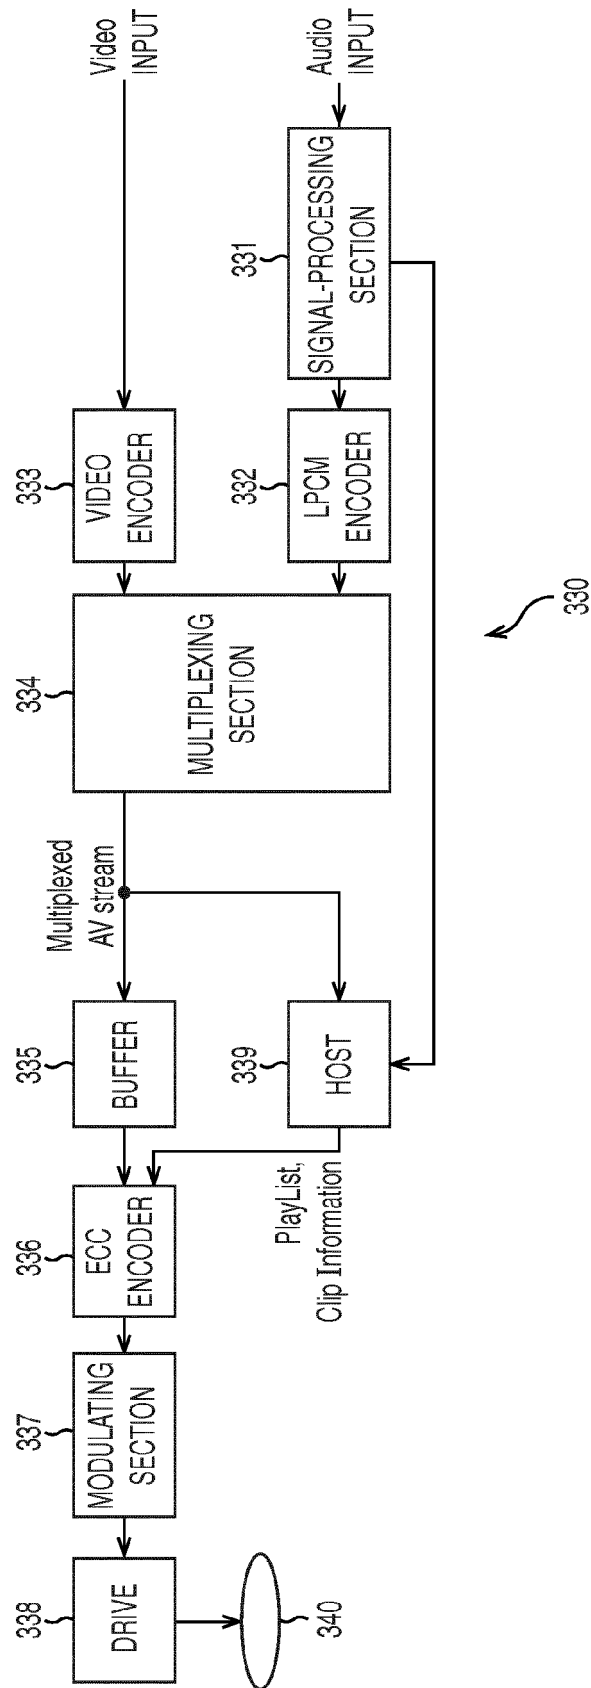 Video
INPUT
Audio
INPUT
331
SIGNAL-PROCESSING
SECTION
333
VIDEO
ENCODER
332
LPCM
ENCODER
334
MULTIPLEXING
SECTION
330
Multiplexed
AV stream
335
BUFFER
339
HOST
PlayList,
Clip Information
336
ECC
ENCODER
337
MODULATING
SECTION
338
DRIVE
340